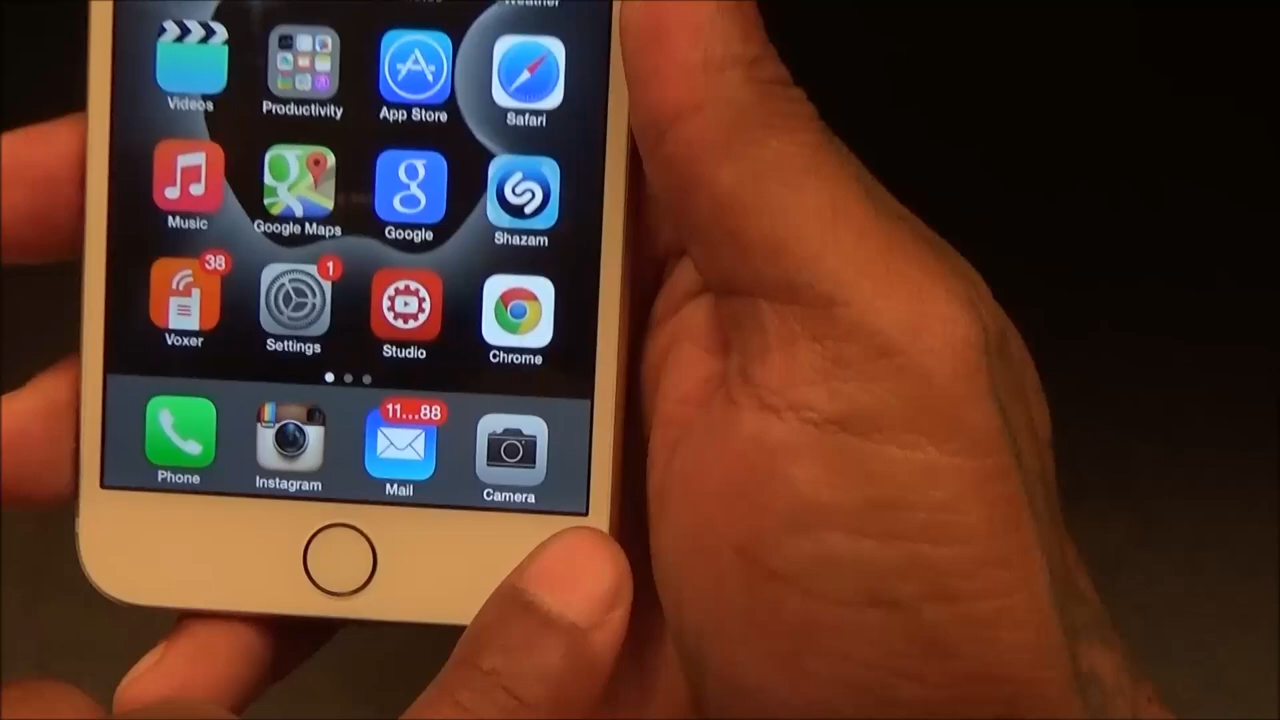 Weather
Videos
Productivity
App Store
Safari
Music
Google Maps
g
Google
Shazam
38
1
Voxer
Settings
Studio
Chrome
11...88
Phone
Instagram
Mail
Camera